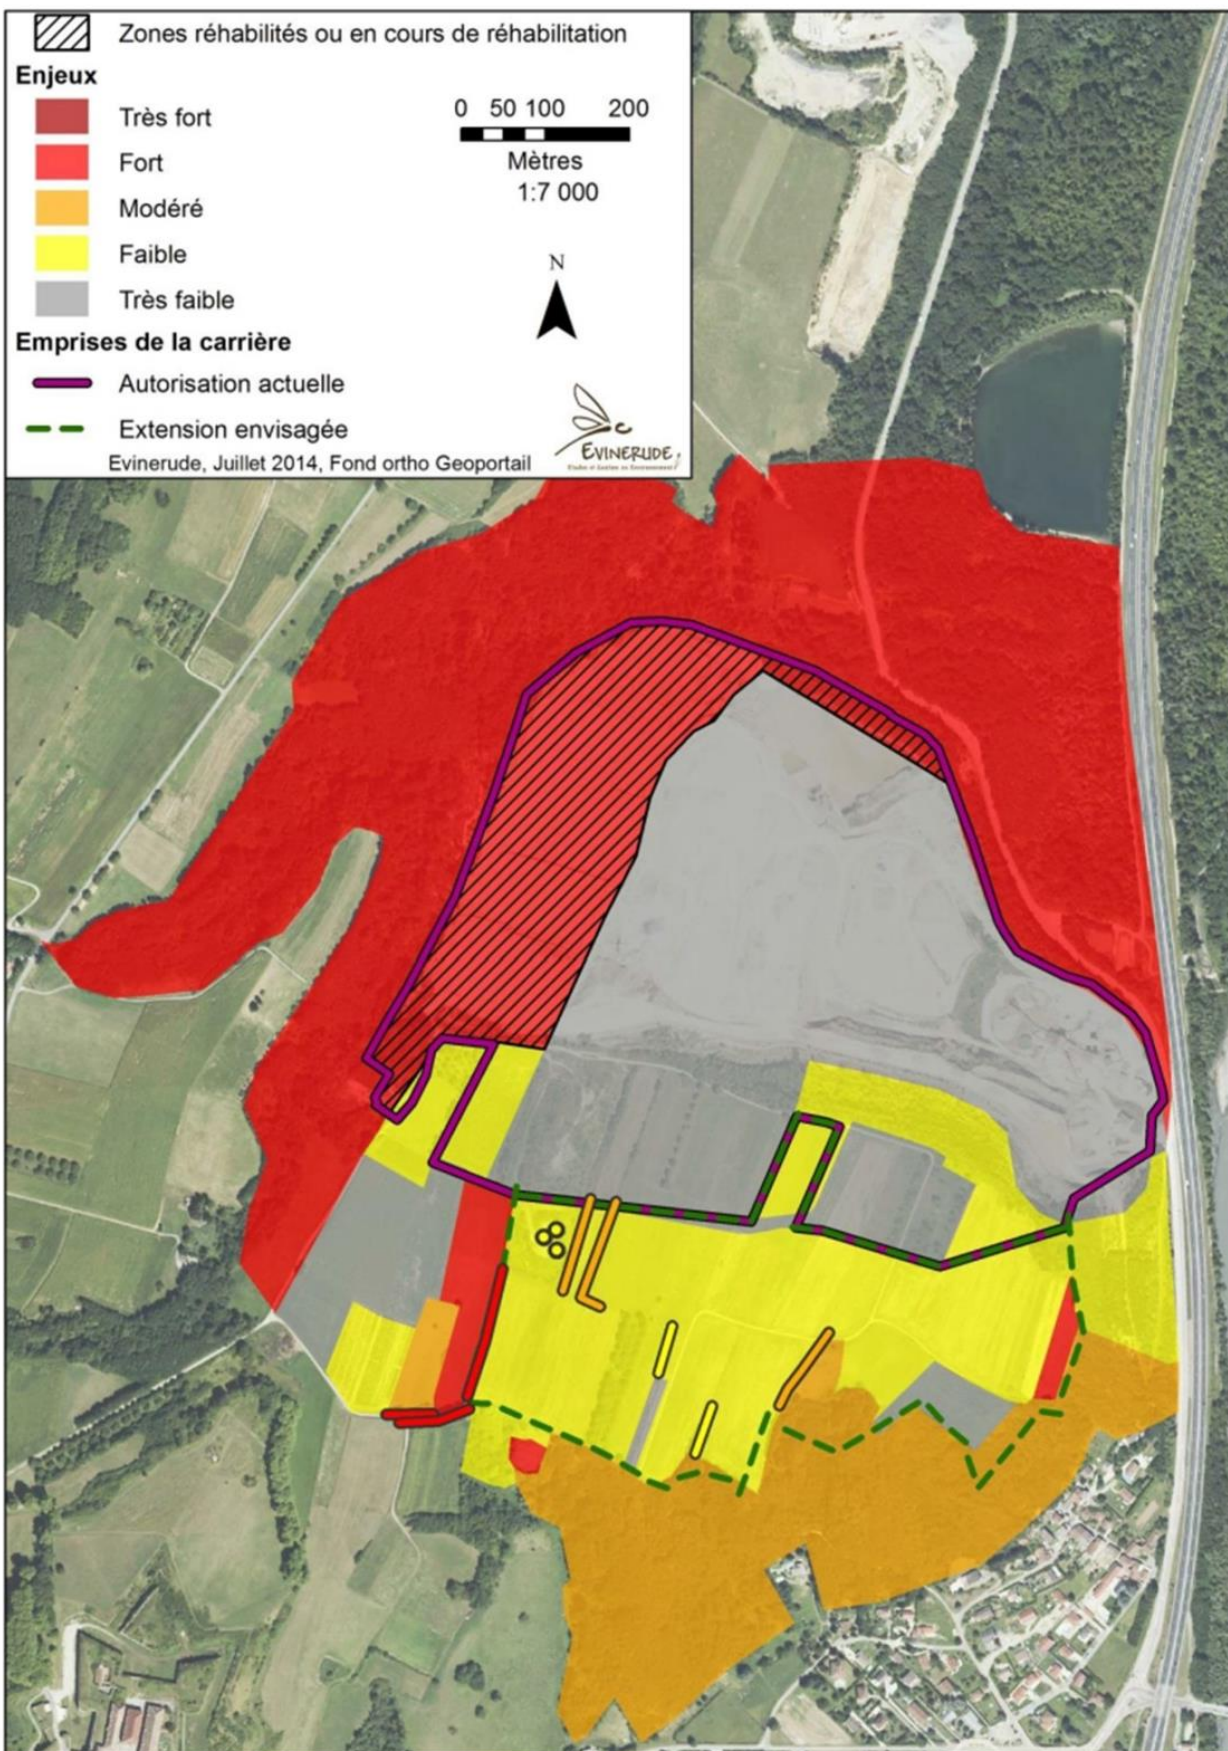 Zones réhabilités ou en cours de réhabilitation
Enjeux
Très fort
Fort
Modéré
Faible
Très faible
0 50 100 200
Mètres
1:7 000
N
Emprises de la carrière
Autorisation actuelle
Extension envisagée
EVINERUDE
Evinerude, Juillet 2014, Fond ortho Geoportail